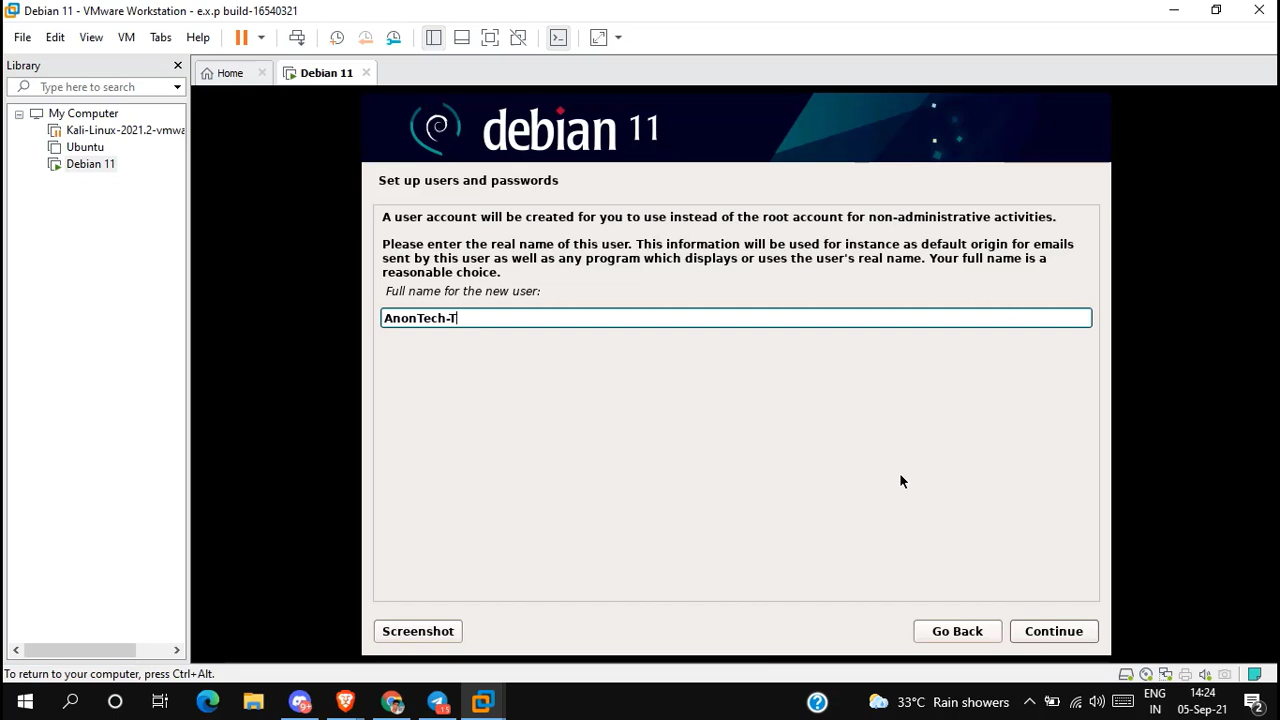 Debian 11 - VMware Workstation - e.x.p build-16540321
File Edit View VM Tabs Help
Library
Type here to search
Home
Debian 11
My Computer
Kali-Linux-2021.2-vmwa
Ubuntu
Debian 11
debian 11
Set up users and passwords
A user account will be created for you to use instead of the root account for non-administrative activities.
Please enter the real name of this user. This information will be used for instance as default origin for emails
sent by this user as well as any program which displays or uses the user's real name. Your full name is a
reasonable choice.
Full name for the new user:
AnonTech-T
Screenshot
Go Back
Continue
To return to your computer, press Ctrl+Alt.
33°C Rain showers
ENG
IN
14:24
05-Sep-21